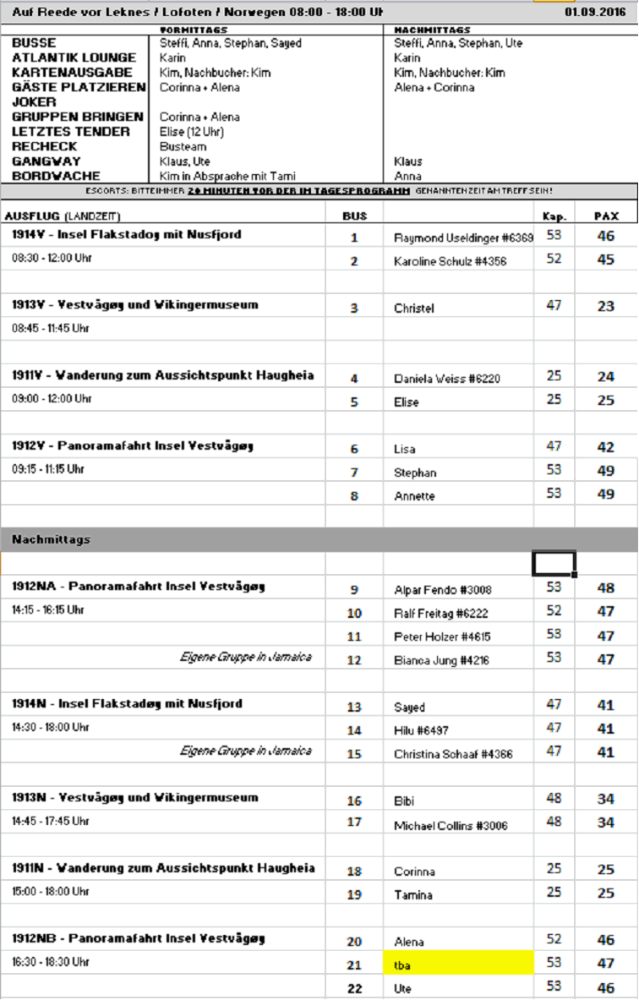 Auf Reede vor Leknes / Lofoten / Norwegen 08:00 - 18:00 Uh 01.09.2016
VORMITTAGS NACHMITTAGS
BUSSE Steffi, Anna, Stephan, Sayed Steffi, Anna, Stephan, Ute
ATLANTIK LOUNGE Karin Karin
KARTENAUSGABE Kim, Nachbucher: Kim Kim, Nachbucher: Kim
GÄSTE PLATZIEREN Corinna + Alena Alena + Corinna
JOKER
GRUPPEN BRINGEN Corinna + Alena
LETZTES TENDER Elise (12 Uhr)
RECHECK Busteam
GANGWAY Klaus, Ute Klaus
BORDWACHE Kim in Absprache mit Tami Anna
ESCORTS: BITTE IMMER 20 MINUTEN VOR DER IM TAGESPROGRAMM GENANNTEN ZEIT AM TREFF SEIN!
AUSFLUG (LANDZEIT) BUS Kap. PAX
1914V - Insel Flakstadoy mit Nusfjord 1 Raymond Useldinger #6369 53 46
08:30 - 12:00 Uhr 2 Karoline Schulz #4356 52 45
1913V - Vestvågøy und Wikingermuseum 3 Christel 47 23
08:45 - 11:45 Uhr
1911V - Wanderung zum Aussichtspunkt Haugheia 4 Daniela Weiss #6220 25 24
09:00 - 12:00 Uhr 5 Elise 25 25
1912V - Panoramafahrt Insel Vestvågøy 6 Lisa 47 42
09:15 - 11:15 Uhr 7 Stephan 53 49
8 Annette 53 49
Nachmittags
1912NA - Panoramafahrt Insel Vestvågøy 9 Alpar Fendo #3008 53 48
14:15 - 16:15 Uhr 10 Ralf Freitag #6222 52 47
11 Peter Holzer #4615 53 47
Eigene Gruppe in Jamaica 12 Bianca Jung #4216 53 47
1914N - Insel Flakstadøy mit Nusfjord 13 Sayed 47 41
14:30 - 18:00 Uhr 14 Hilu #6497 47 41
Eigene Gruppe in Jamaica 15 Christina Schaaf #4366 47 41
1913N - Vestvågøy und Wikingermuseum 16 Bibi 48 34
14:45 - 17:45 Uhr 17 Michael Collins #3006 48 34
1911N - Wanderung zum Aussichtspunkt Haugheia 18 Corinna 25 25
15:00 - 18:00 Uhr 19 Tamina 25 25
1912NB - Panoramafahrt Insel Vestvågøy 20 Alena 52 46
16:30 - 18:30 Uhr 21 tba 53 47
22 Ute 53 46